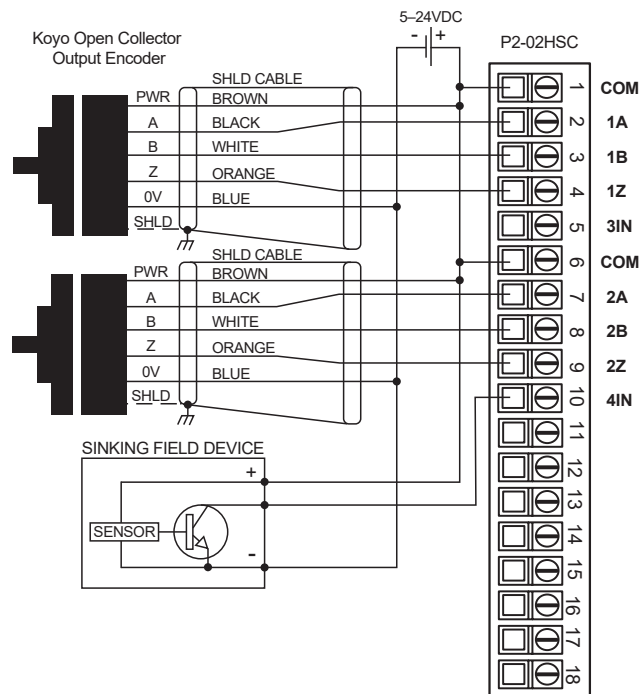 5–24VDC
- +
Koyo Open Collector
Output Encoder
P2-02HSC
SHLD CABLE
PWR BROWN
A BLACK
B WHITE
Z ORANGE
0V BLUE
SHLD
SHLD CABLE
PWR BROWN
A BLACK
B WHITE
Z ORANGE
0V BLUE
SHLD
SINKING FIELD DEVICE
+
SENSOR
-
1 COM
2 1A
3 1B
4 1Z
5 3IN
6 COM
7 2A
8 2B
9 2Z
10 4IN
11
12
13
14
15
16
17
18